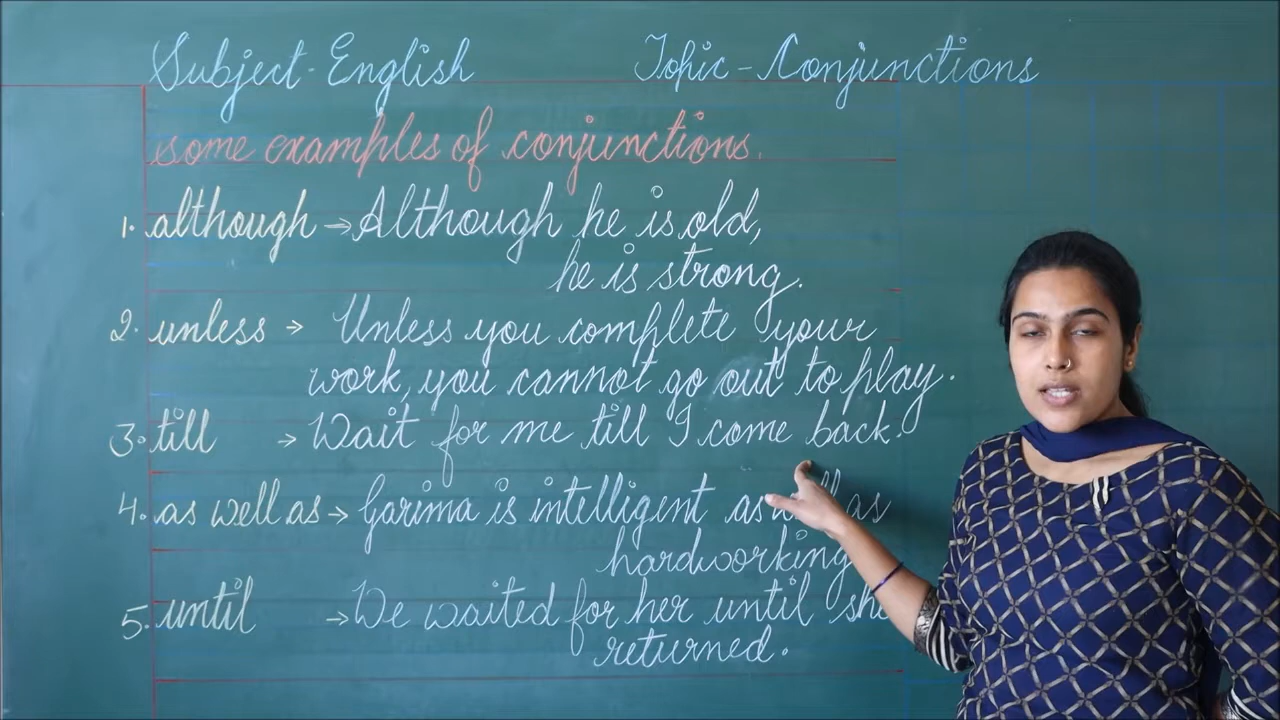 Subject-English Topic-Conjunctions
some examples of conjunctions.
1. although → Although he is old,
he is strong.
2. unless → Unless you complete your
work, you cannot go out to play.
3. till → Wait for me till I come back.
4. as well as → Garima is intelligent as well as
hardworking
5. until → We waited for her until she
returned.